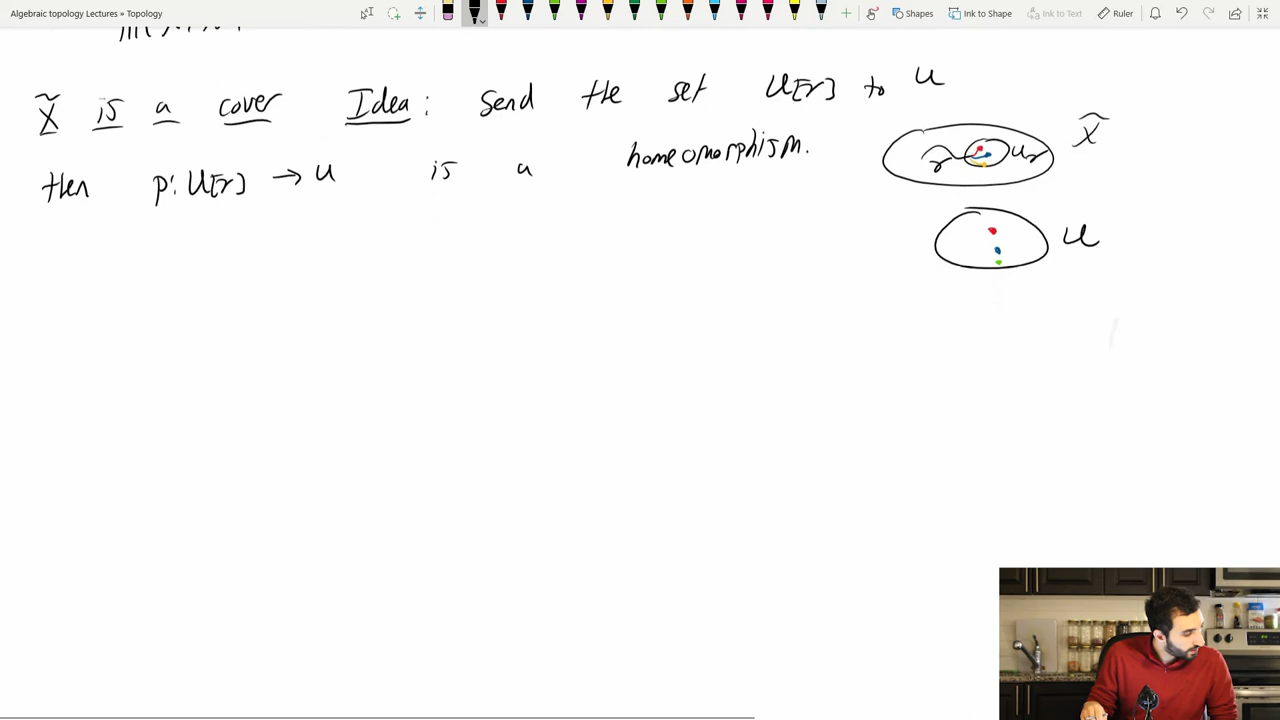 Algebraic topology Lectures » Topology
Shapes
Ink to Shape
Ink to Text
Ruler
X̃ is a cover Idea: Send the set U[γ] to U
then p: U[γ] → U is a homeomorphism.
X̃
γ
Uγ
U